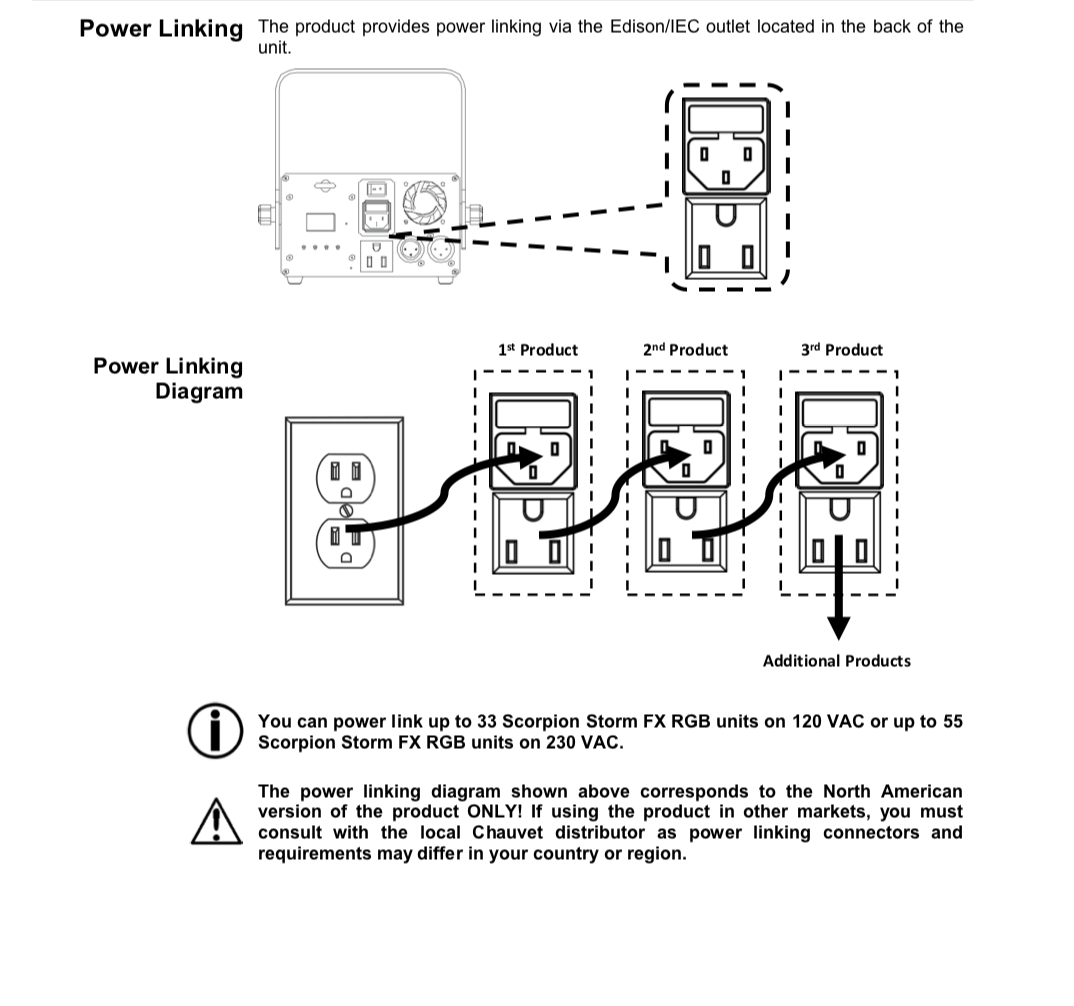 Power Linking
The product provides power linking via the Edison/IEC outlet located in the back of the
unit.
Power Linking
Diagram
1st Product
2nd Product
3rd Product
Additional Products
You can power link up to 33 Scorpion Storm FX RGB units on 120 VAC or up to 55
Scorpion Storm FX RGB units on 230 VAC.
The power linking diagram shown above corresponds to the North American
version of the product ONLY! If using the product in other markets, you must
consult with the local Chauvet distributor as power linking connectors and
requirements may differ in your country or region.